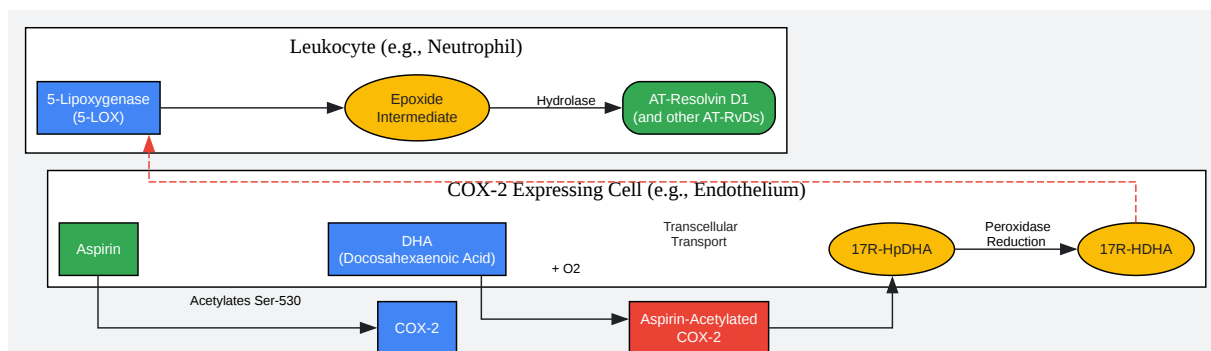 Leukocyte (e.g., Neutrophil)
5-Lipoxygenase
(5-LOX)
Epoxide
Intermediate
Hydrolase
AT-Resolvin D1
(and other AT-RvDs)
COX-2 Expressing Cell (e.g., Endothelium)
Aspirin
DHA
(Docosahexaenoic Acid)
Transcellular
Transport
17R-HpDHA
Peroxidase
Reduction
17R-HDHA
+ O2
Acetylates Ser-530
COX-2
Aspirin-Acetylated
COX-2